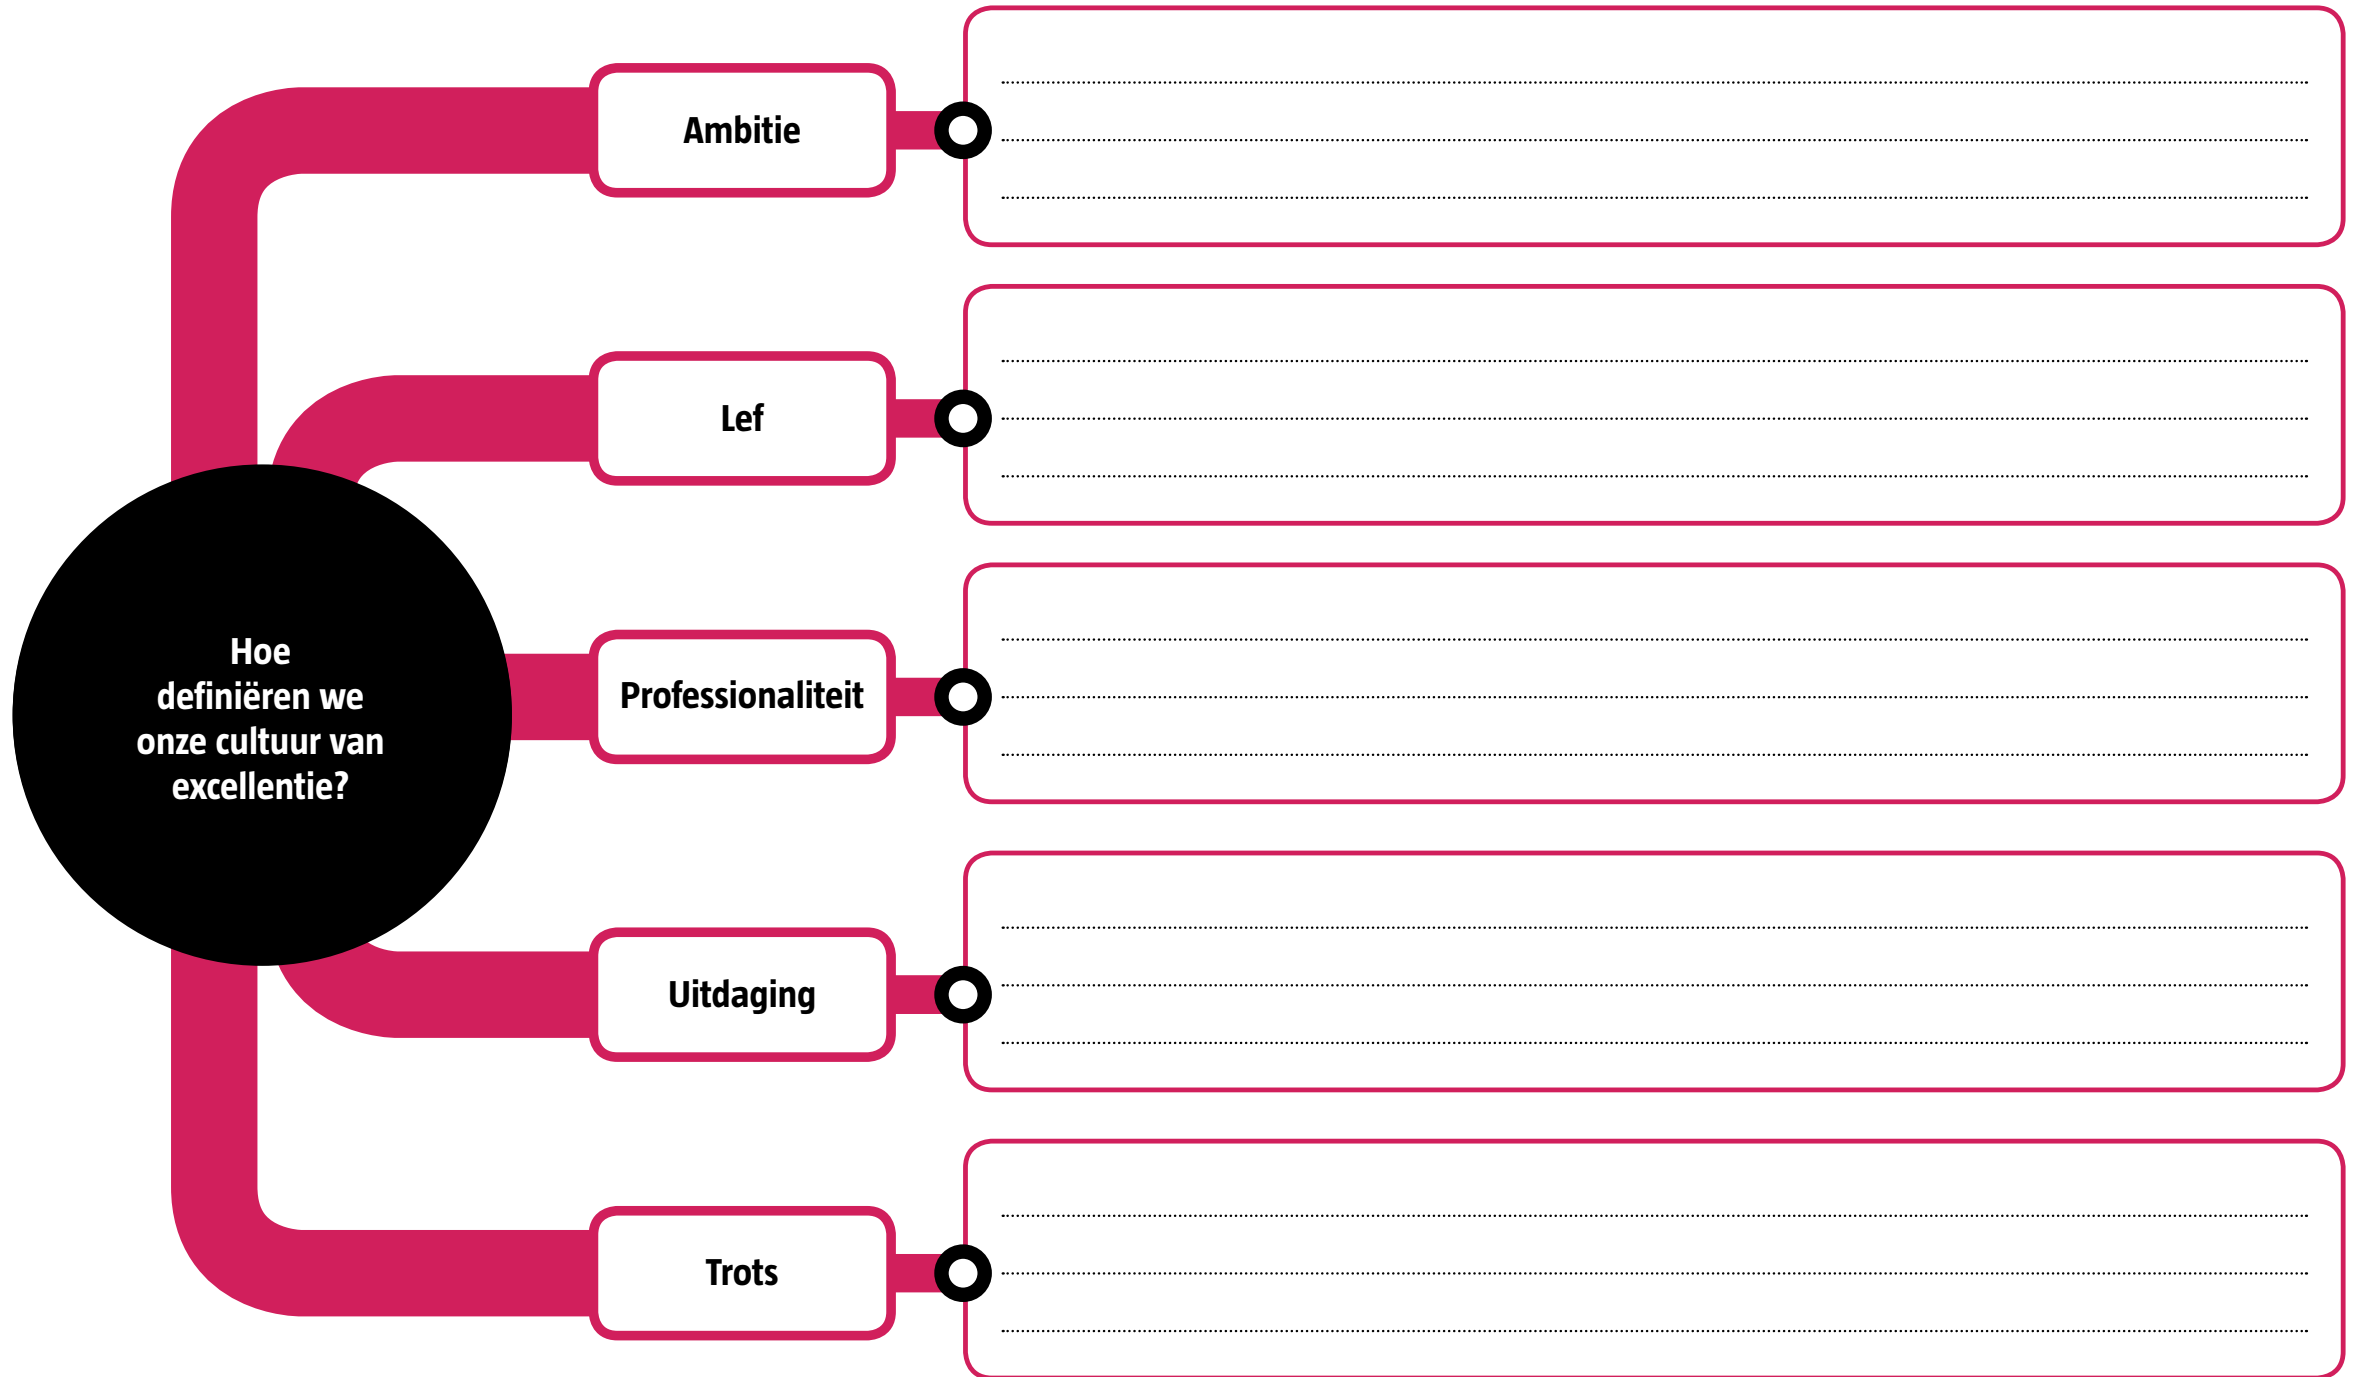 Hoe
definiëren we
onze cultuur van
excellentie?
Ambitie
Lef
Professionaliteit
Uitdaging
Trots